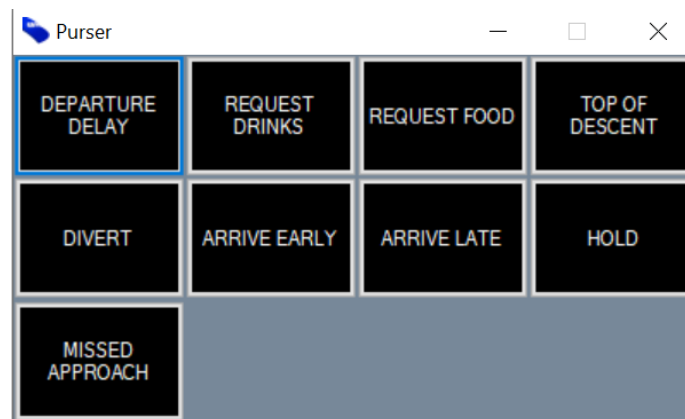 Purser
DEPARTURE
DELAY
REQUEST
DRINKS
REQUEST FOOD
TOP OF
DESCENT
DIVERT
ARRIVE EARLY
ARRIVE LATE
HOLD
MISSED
APPROACH